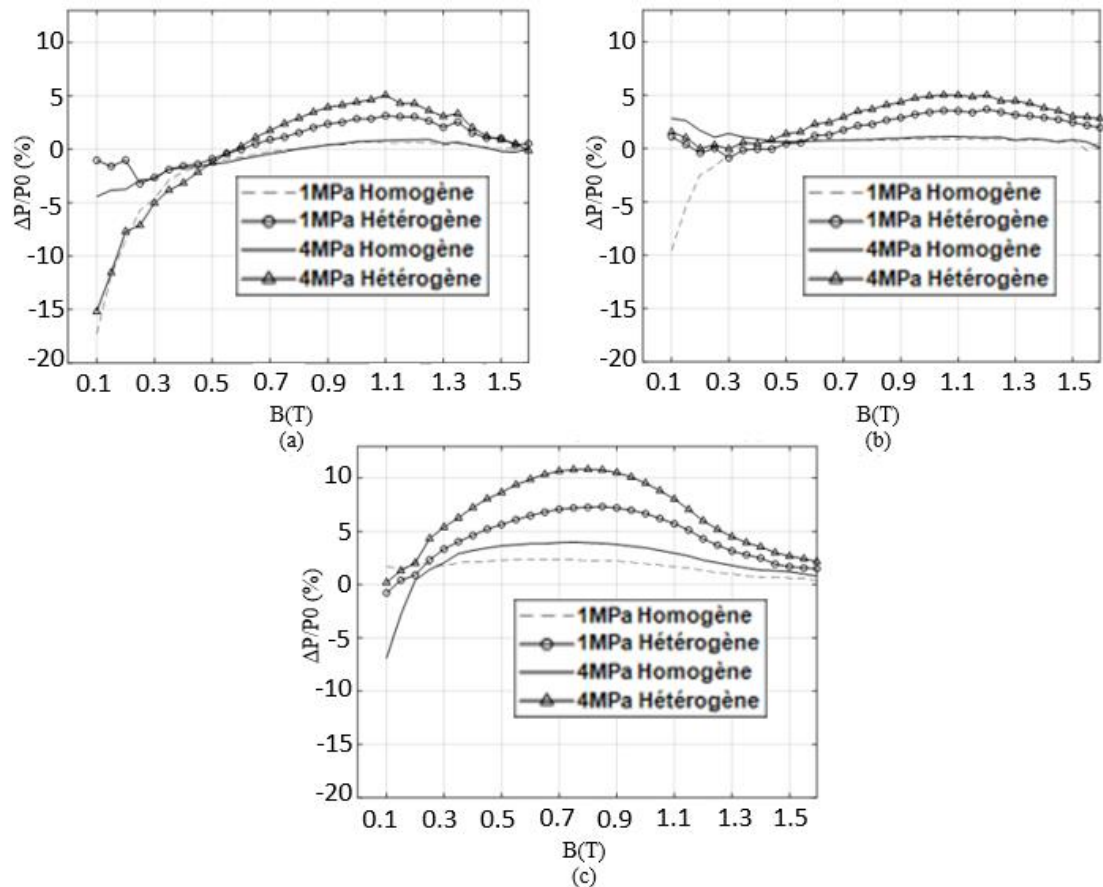 10
5
0
-5
-10
-15
-20
ΔP/P0 (%)
1MPa Homogène
1MPa Hétérogène
4MPa Homogène
4MPa Hétérogène
0.1 0.3 0.5 0.7 0.9 1.1 1.3 1.5
B(T)
(a)
10
5
0
-5
-10
-15
-20
ΔP/P0 (%)
1MPa Homogène
1MPa Hétérogène
4MPa Homogène
4MPa Hétérogène
0.1 0.3 0.5 0.7 0.9 1.1 1.3 1.5
B(T)
(b)
10
5
0
-5
-10
-15
-20
ΔP/P0 (%)
1MPa Homogène
1MPa Hétérogène
4MPa Homogène
4MPa Hétérogène
0.1 0.3 0.5 0.7 0.9 1.1 1.3 1.5
B(T)
(c)